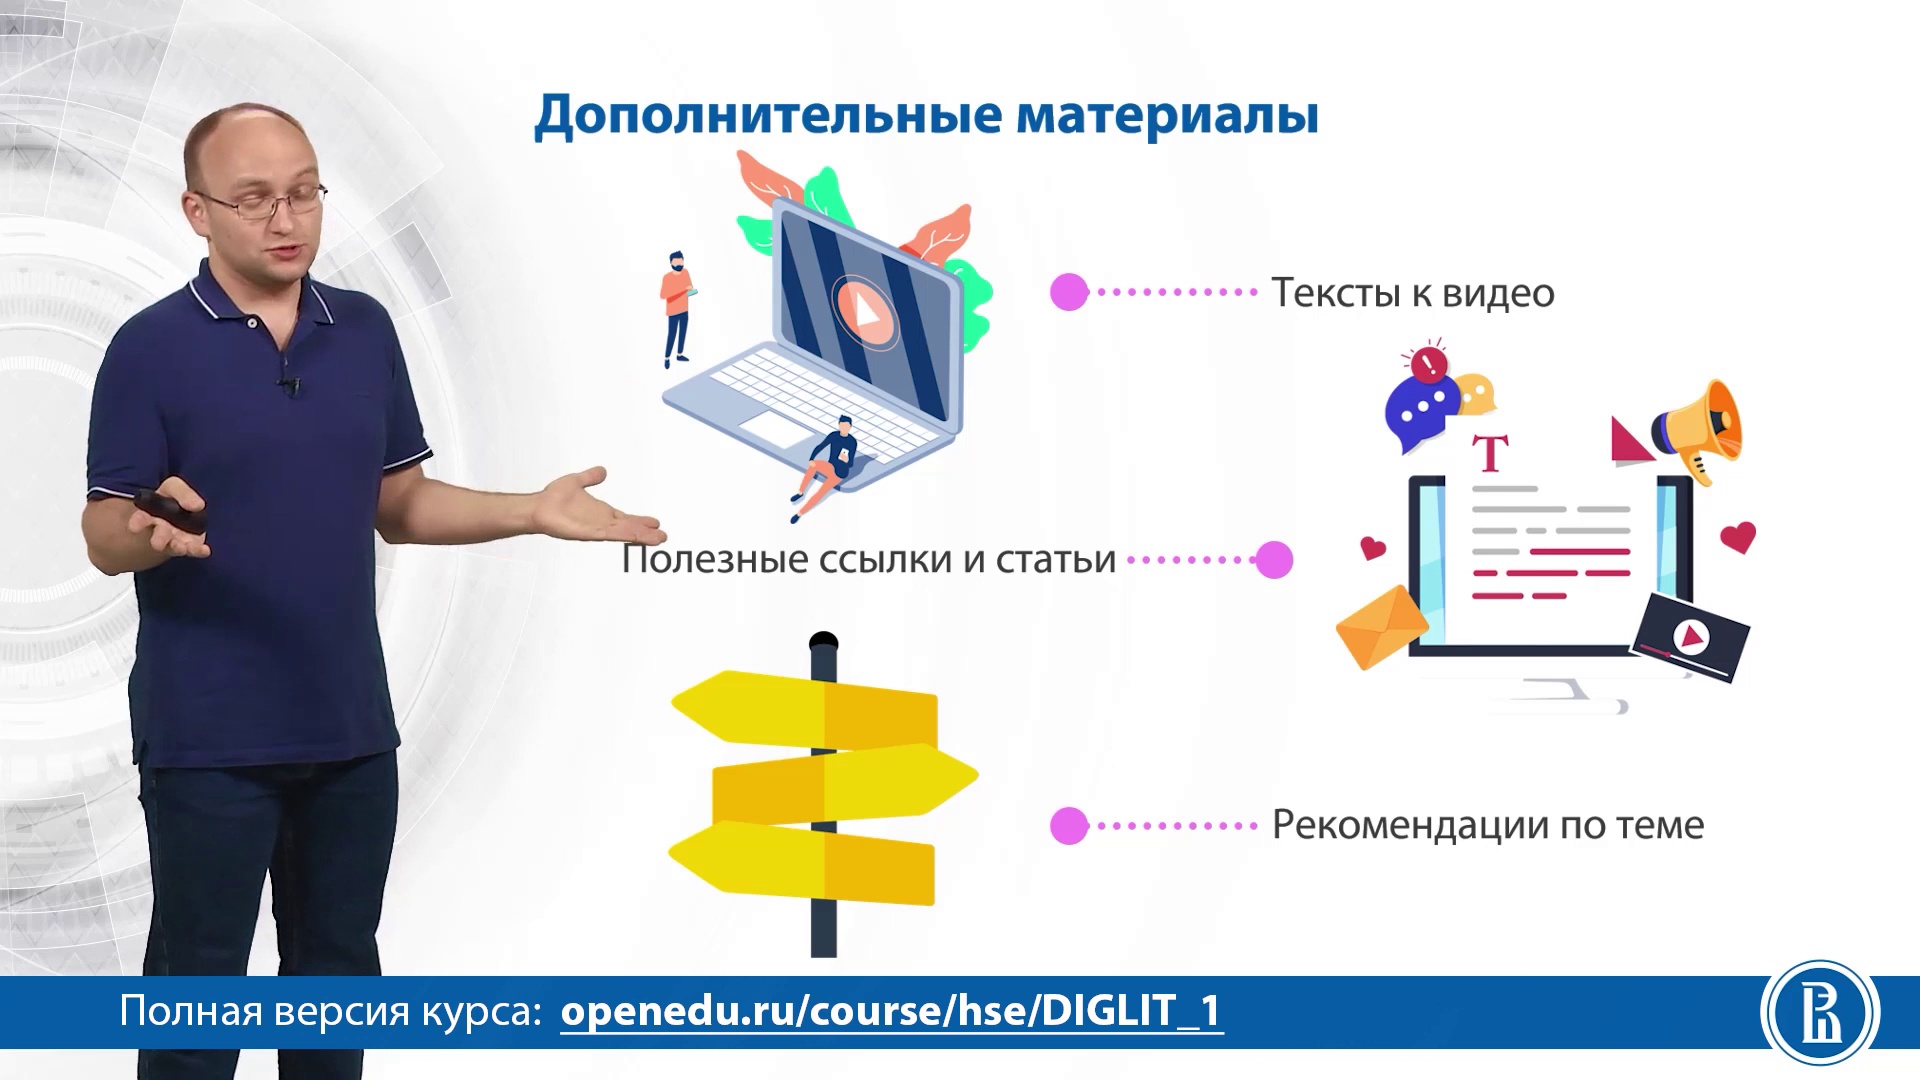 Дополнительные материалы
Тексты к видео
T
Полезные ссылки и статьи
Рекомендации по теме
Полная версия курса: openedu.ru/course/hse/DIGLIT_1